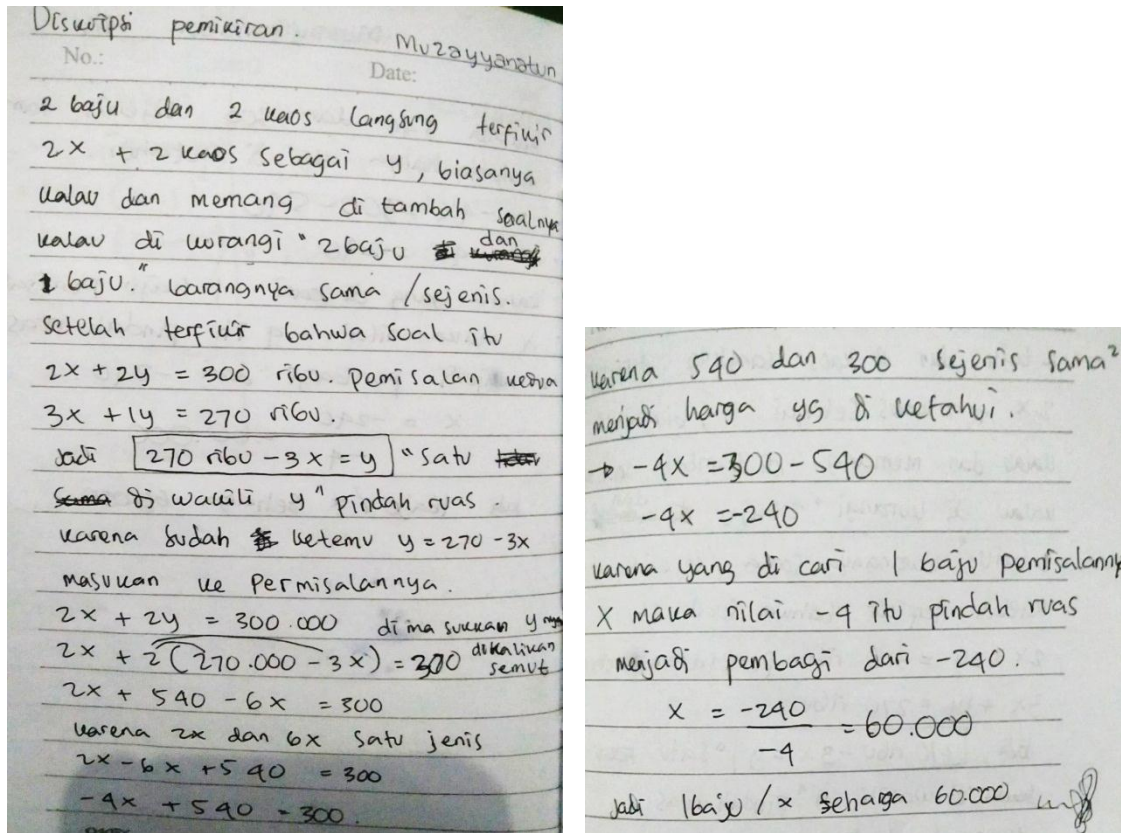 Diskripsi pemikiran.
Muzayyanatun
No.:
Date:
2 baju dan 2 kaos langsung terfikir
2x + 2 kaos sebagai y, biasanya
kalau dan memang di tambah soalnya
kalau di kurangi "2 baju dan
1 baju." barangnya sama /sejenis.
setelah terfikir bahwa soal itu
2x + 2y = 300 ribu. Pemisalan kedua
3x + 1y = 270 ribu.
Jadi 270 ribu - 3x = y "satu
di wakili y" pindah ruas
karena sudah ketemu y = 270 - 3x
masukan ke Permisalannya.
2x + 2y = 300.000 di ma sukkan y nya
2x + 2(270.000 - 3x) = 300 dikalikan semut
2x + 540 - 6x = 300
karena 2x dan 6x satu jenis
2x - 6x + 540 = 300
-4x + 540 = 300.
karena 540 dan 300 sejenis sama²
menjadi harga yg di ketahui.
→ -4x = 300 - 540
-4x = -240
karena yang di cari 1 baju pemisalanny
x maka nilai -4 itu pindah ruas
menjadi pembagi dari -240.
x = -240 / -4 = 60.000
Jadi 1 baju / x seharga 60.000